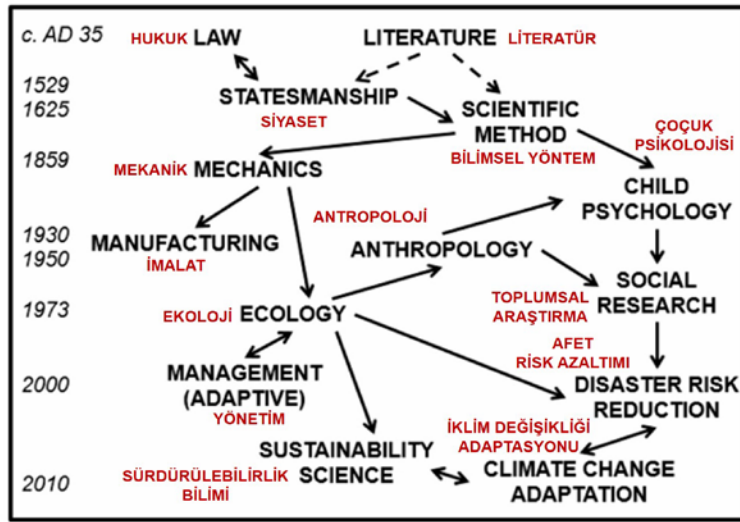 c. AD 35
HUKUK LAW
LITERATURE LİTERATÜR
1529
STATESMANSHIP
SİYASET
1625
SCIENTIFIC
METHOD
BİLİMSEL YÖNTEM
ÇOÇUK
PSİKOLOJİSİ
1859
MEKANİK MECHANICS
CHILD
PSYCHOLOGY
ANTROPOLOJİ
1930
MANUFACTURING
İMALAT
ANTHROPOLOGY
1950
SOCIAL
RESEARCH
TOPLUMSAL
ARAŞTIRMA
1973
EKOLOJİ ECOLOGY
AFET
RİSK AZALTIMI
MANAGEMENT
(ADAPTIVE)
YÖNETİM
2000
DISASTER RISK
REDUCTION
İKLİM DEĞİŞİKLİĞİ
ADAPTASYONU
SUSTAINABILITY
SCIENCE
SÜRDÜRÜLEBİLİRLİK
BİLİMİ
CLIMATE CHANGE
ADAPTATION
2010